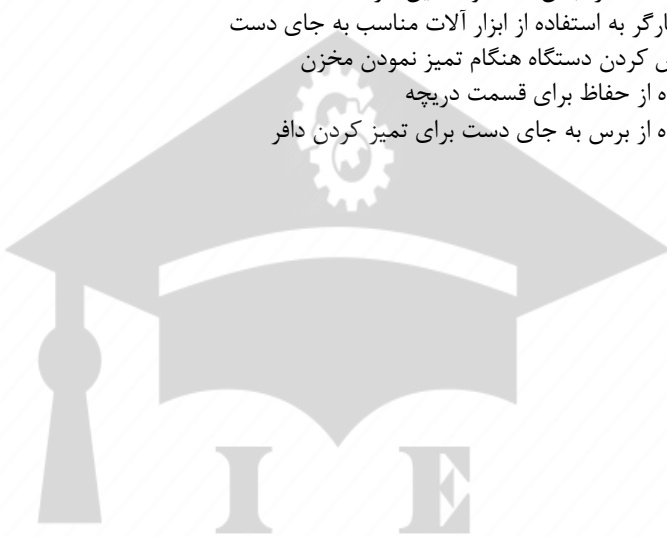 ارگر به استفاده از ابزار آلات مناسب به جای دست
کردن دستگاه هنگام تمیز نمودن مخزن
از حفاظ برای قسمت دریچه
از برس به جای دست برای تمیز کردن دافر
I E